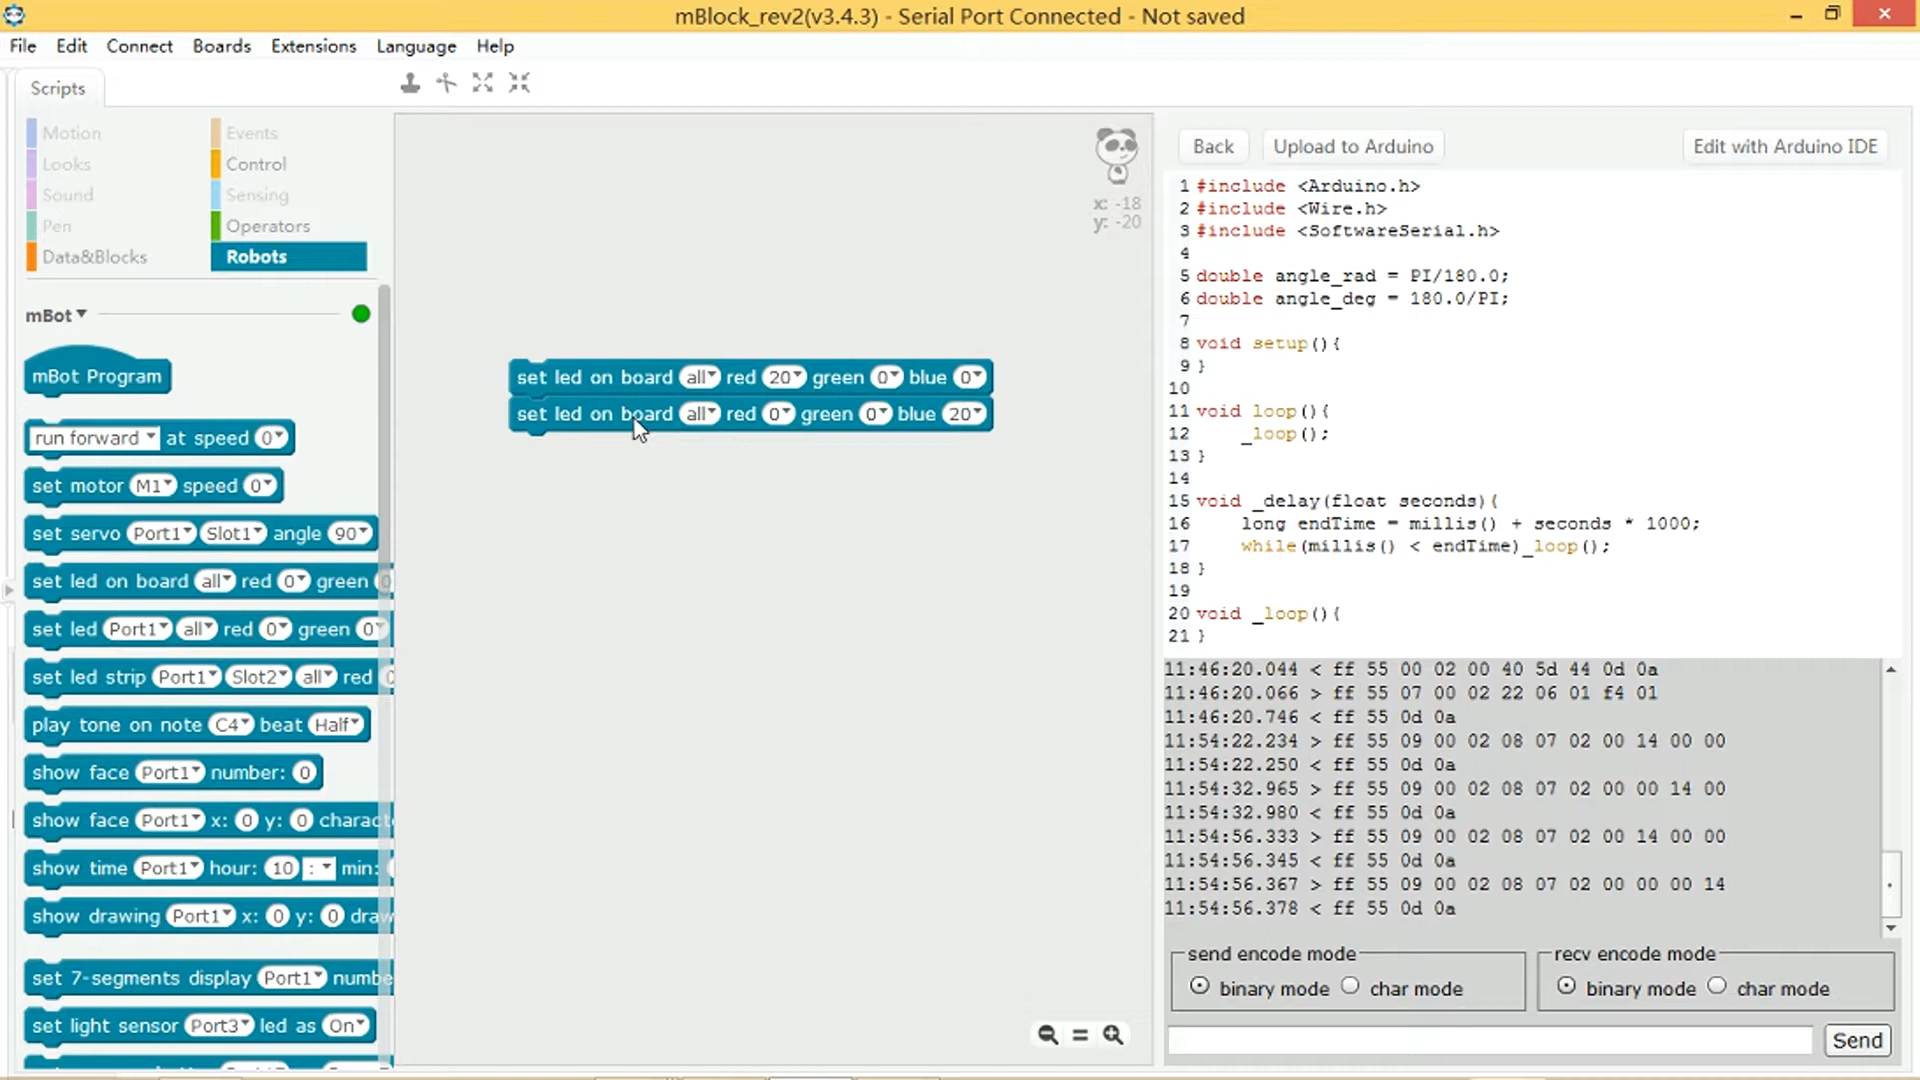 mBlock_rev2(v3.4.3) - Serial Port Connected - Not saved
File Edit Connect Boards Extensions Language Help
Scripts
Motion
Looks
Sound
Pen
Data&Blocks
Events
Control
Sensing
Operators
Robots
mBot
mBot Program
run forward at speed 0
set motor M1 speed 0
set servo Port1 Slot1 angle 90
set led on board all red 0 green 0
set led Port1 all red 0 green 0
set led strip Port1 Slot2 all red 0
play tone on note C4 beat Half
show face Port1 number: 0
show face Port1 x: 0 y: 0 charact
show time Port1 hour: 10 : min:
show drawing Port1 x: 0 y: 0 draw
set 7-segments display Port1 numbe
set light sensor Port3 led as On
x: -18
y: -20
set led on board all red 20 green 0 blue 0
set led on board all red 0 green 0 blue 20
Back Upload to Arduino Edit with Arduino IDE
1 #include <Arduino.h>
2 #include <Wire.h>
3 #include <SoftwareSerial.h>
4
5 double angle_rad = PI/180.0;
6 double angle_deg = 180.0/PI;
7
8 void setup(){
9 }
10
11 void loop(){
12 _loop();
13 }
14
15 void _delay(float seconds){
16 long endTime = millis() + seconds * 1000;
17 while(millis() < endTime)_loop();
18 }
19
20 void _loop(){
21 }
11:46:20.044 < ff 55 00 02 00 40 5d 44 0d 0a
11:46:20.066 > ff 55 07 00 02 22 06 01 f4 01
11:46:20.746 < ff 55 0d 0a
11:54:22.234 > ff 55 09 00 02 08 07 02 00 14 00 00
11:54:22.250 < ff 55 0d 0a
11:54:32.965 > ff 55 09 00 02 08 07 02 00 00 14 00
11:54:32.980 < ff 55 0d 0a
11:54:56.333 > ff 55 09 00 02 08 07 02 00 14 00 00
11:54:56.345 < ff 55 0d 0a
11:54:56.367 > ff 55 09 00 02 08 07 02 00 00 00 14
11:54:56.378 < ff 55 0d 0a
send encode mode
binary mode char mode
recv encode mode
binary mode char mode
Send